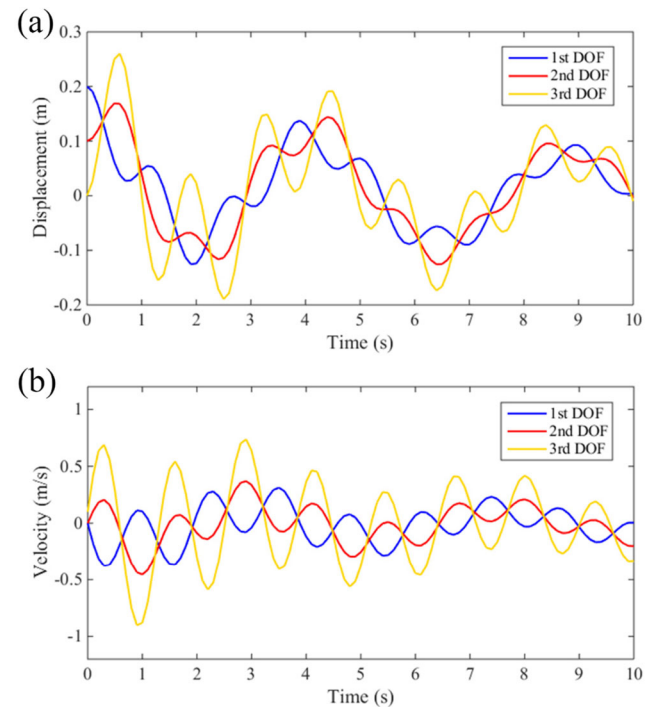 (a)
0.3
0.2
0.1
0
-0.1
-0.2
Displacement (m)
1st DOF
2nd DOF
3rd DOF
0 1 2 3 4 5 6 7 8 9 10
Time (s)
(b)
1
0.5
0
-0.5
-1
Velocity (m/s)
1st DOF
2nd DOF
3rd DOF
0 1 2 3 4 5 6 7 8 9 10
Time (s)